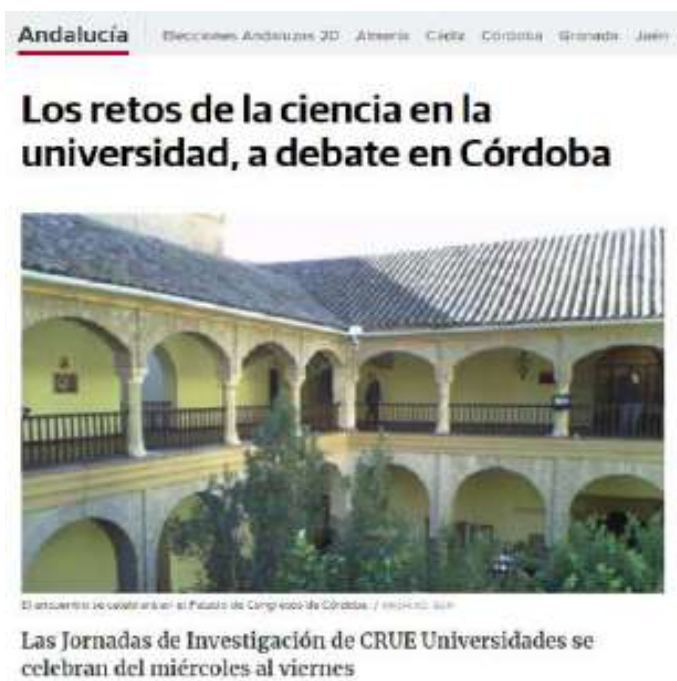 Andalucía Elecciones Andaluzas 2D Almería Cádiz Córdoba Granada Jaén
Los retos de la ciencia en la
universidad, a debate en Córdoba
El encuentro se celebrará en el Palacio de Congresos de Córdoba /
Las Jornadas de Investigación de CRUE Universidades se
celebran del miércoles al viernes